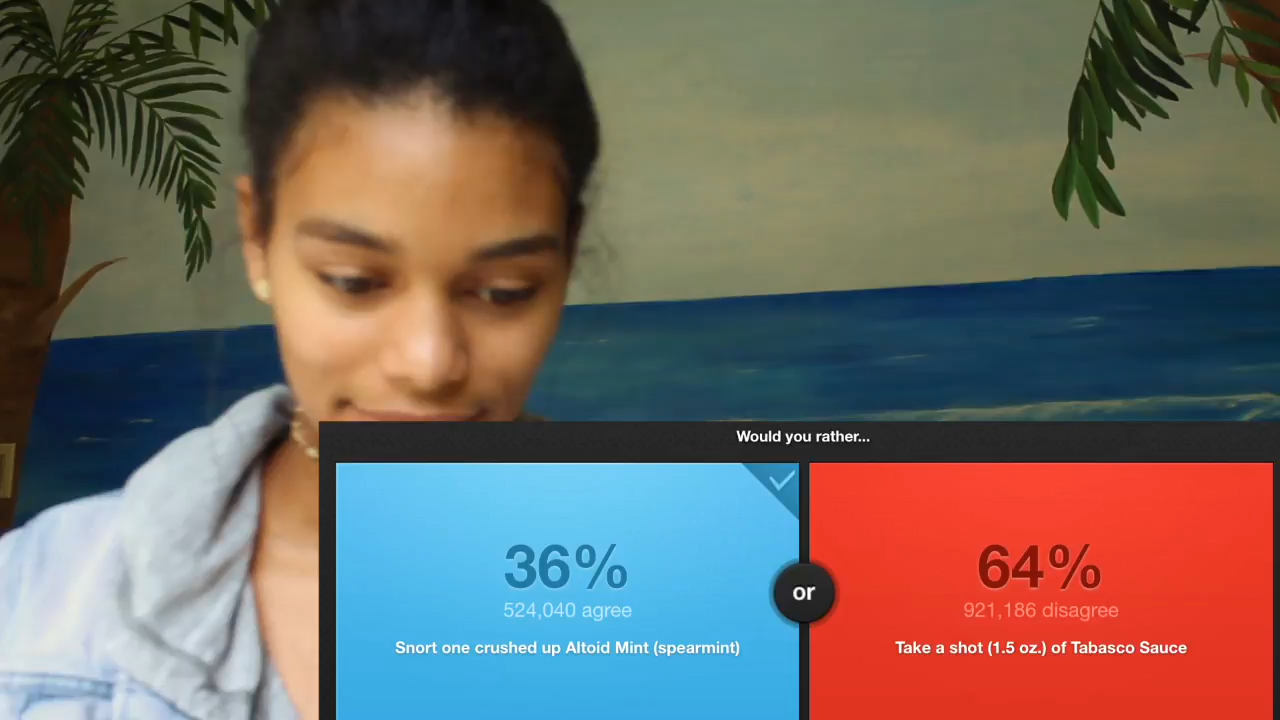 Would you rather...
36%
524,040 agree
Snort one crushed up Altoid Mint (spearmint)
or
64%
921,186 disagree
Take a shot (1.5 oz.) of Tabasco Sauce